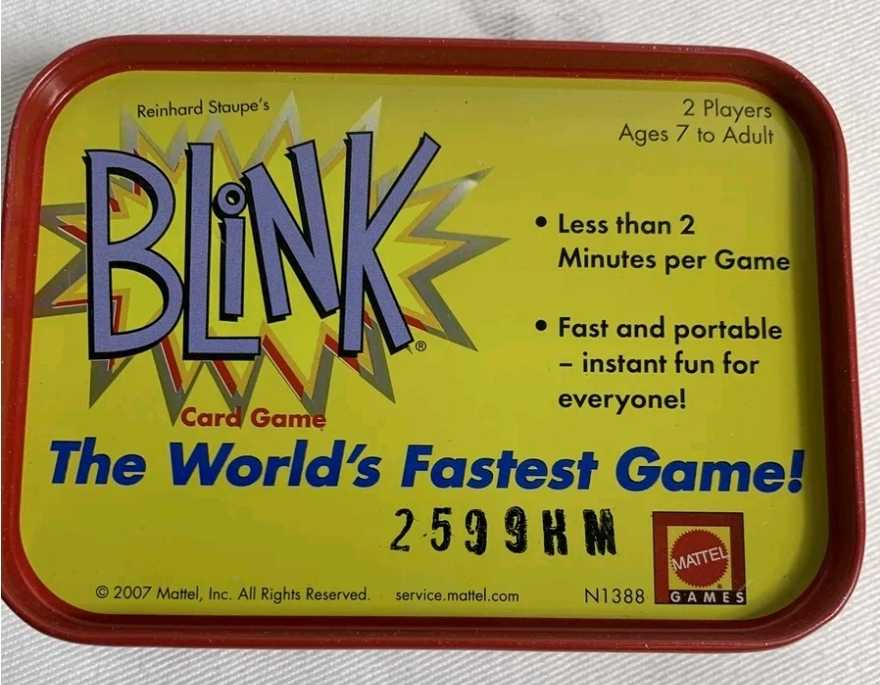 Reinhard Staupe's
BLiNK®
Card Game
2 Players
Ages 7 to Adult
• Less than 2
Minutes per Game
• Fast and portable
– instant fun for
everyone!
The World's Fastest Game!
2599HM
© 2007 Mattel, Inc. All Rights Reserved. service.mattel.com N1388
MATTEL
GAMES